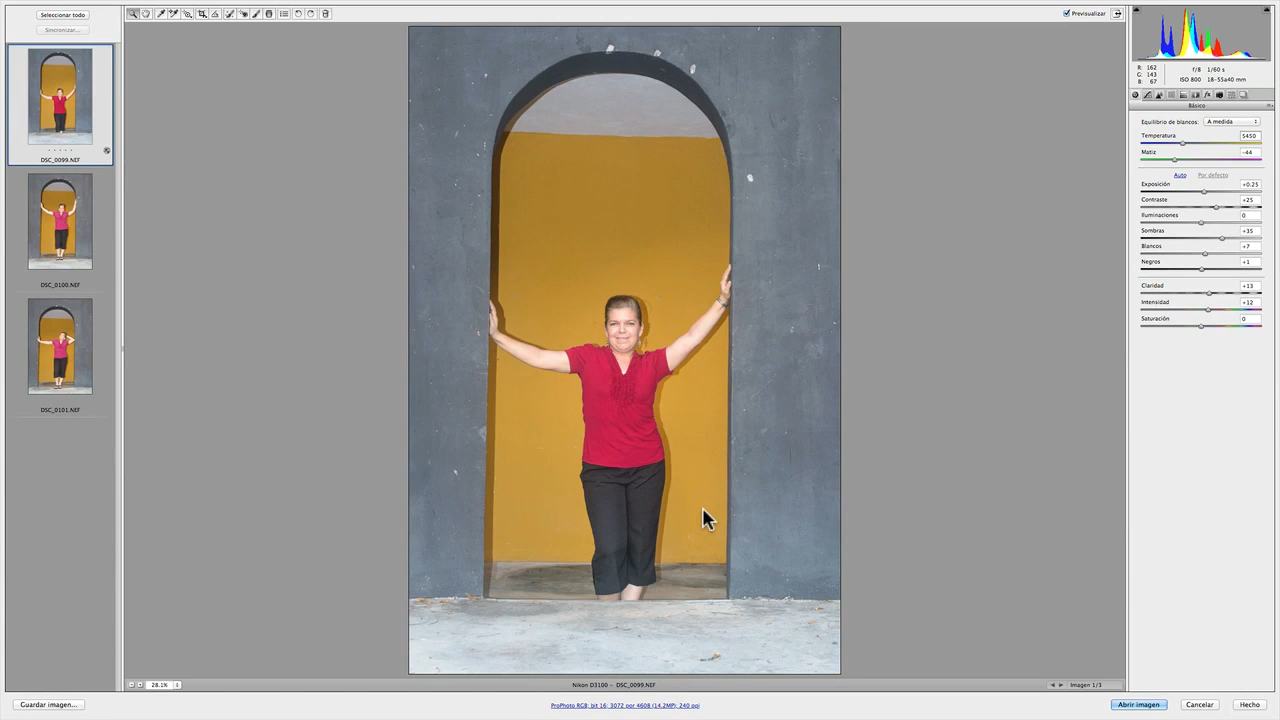 Seleccionar todo
Sincronizar...
DSC_0099.NEF
DSC_0100.NEF
DSC_0101.NEF
Previsualizar
R: 162
G: 143
B: 67
f/8 1/60 s
ISO 800 18-55a40 mm
Básico
Equilibrio de blancos: A medida
Temperatura 5450
Matiz -44
Auto Por defecto
Exposición +0.25
Contraste +25
Iluminaciones 0
Sombras +35
Blancos +7
Negros +1
Claridad +13
Intensidad +12
Saturación 0
28.1%
Nikon D3100 - DSC_0099.NEF
Imagen 1/3
Guardar imagen...
ProPhoto RGB; bit 16; 3072 por 4608 (14.2MP); 240 ppi
Abrir imagen
Cancelar
Hecho